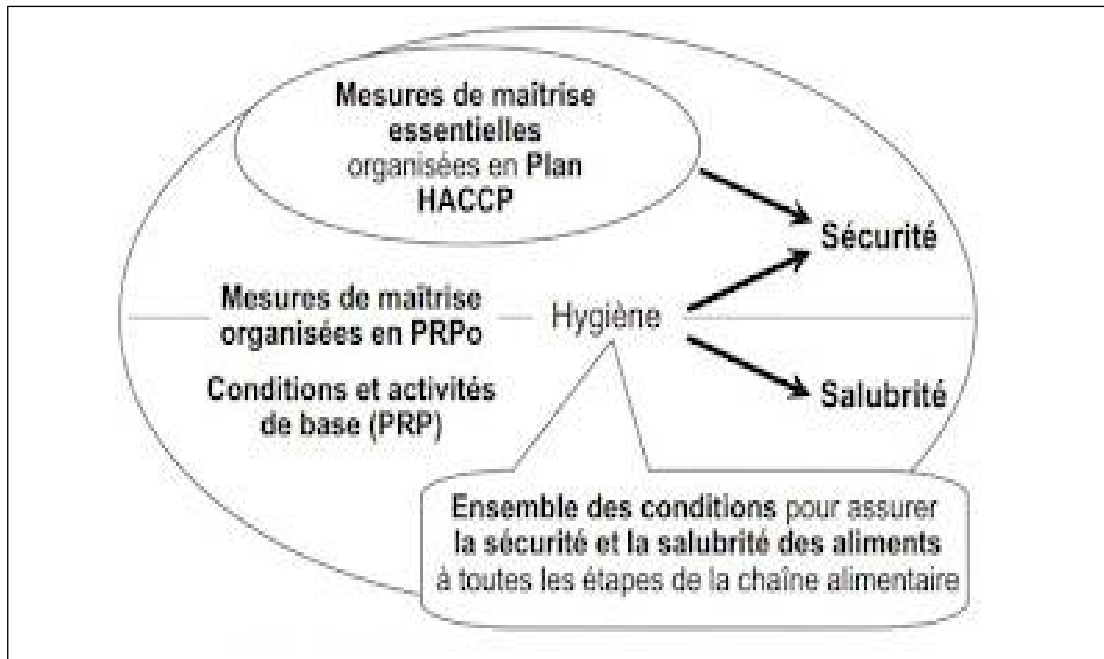 Mesures de maîtrise
essentielles
organisées en Plan
HACCP
Sécurité
Mesures de maîtrise
organisées en PRPo
Hygiène
Conditions et activités
de base (PRP)
Salubrité
Ensemble des conditions pour assurer
la sécurité et la salubrité des aliments
à toutes les étapes de la chaîne alimentaire